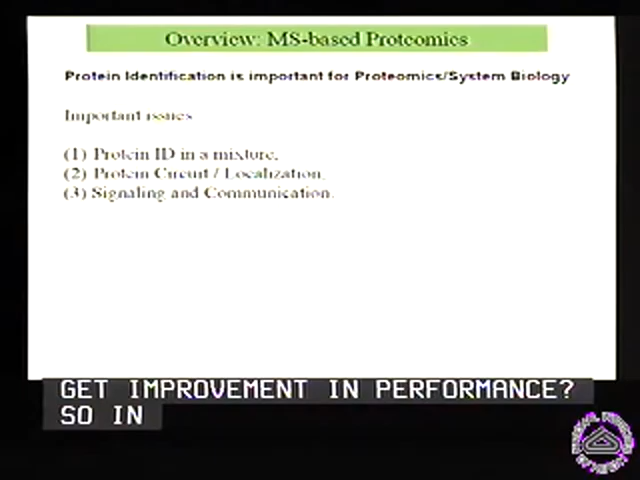 Overview: MS-based Proteomics
Protein Identification is important for Proteomics/System Biology
Important issues
(1) Protein ID in a mixture.
(2) Protein Circuit / Localization.
(3) Signaling and Communication.
GET IMPROVEMENT IN PERFORMANCE?
SO IN